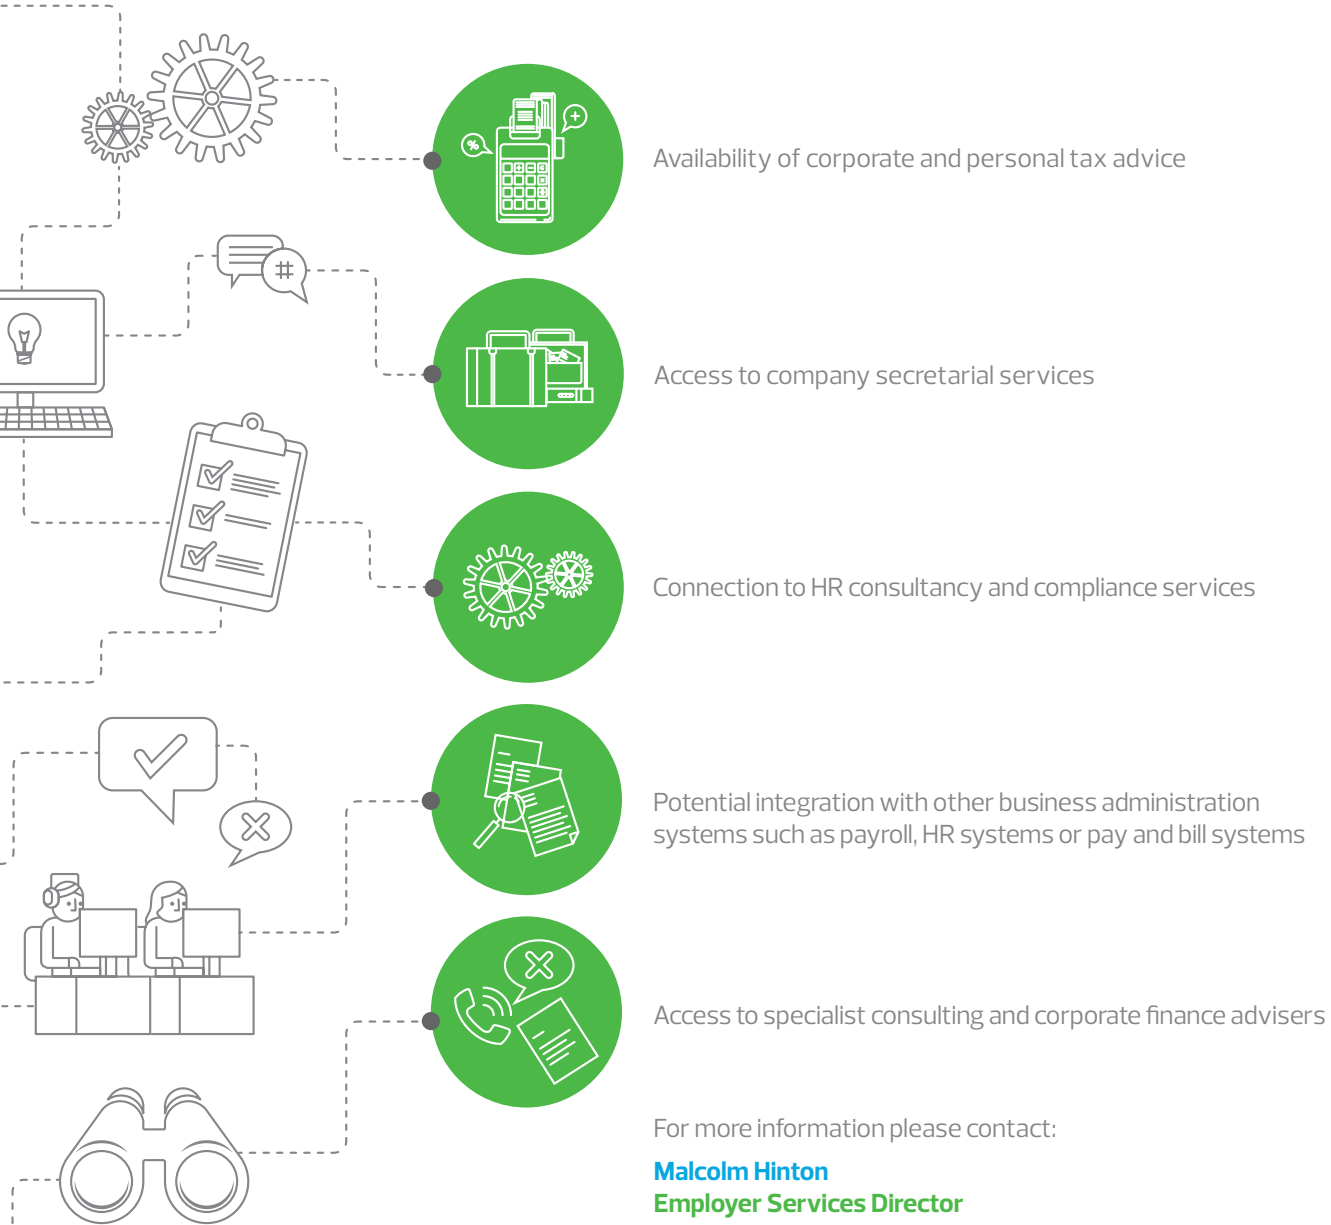 Availability of corporate and personal tax advice
Access to company secretarial services
Connection to HR consultancy and compliance services
Potential integration with other business administration
systems such as payroll, HR systems or pay and bill systems
Access to specialist consulting and corporate finance advisers
For more information please contact:
Malcolm Hinton
Employer Services Director